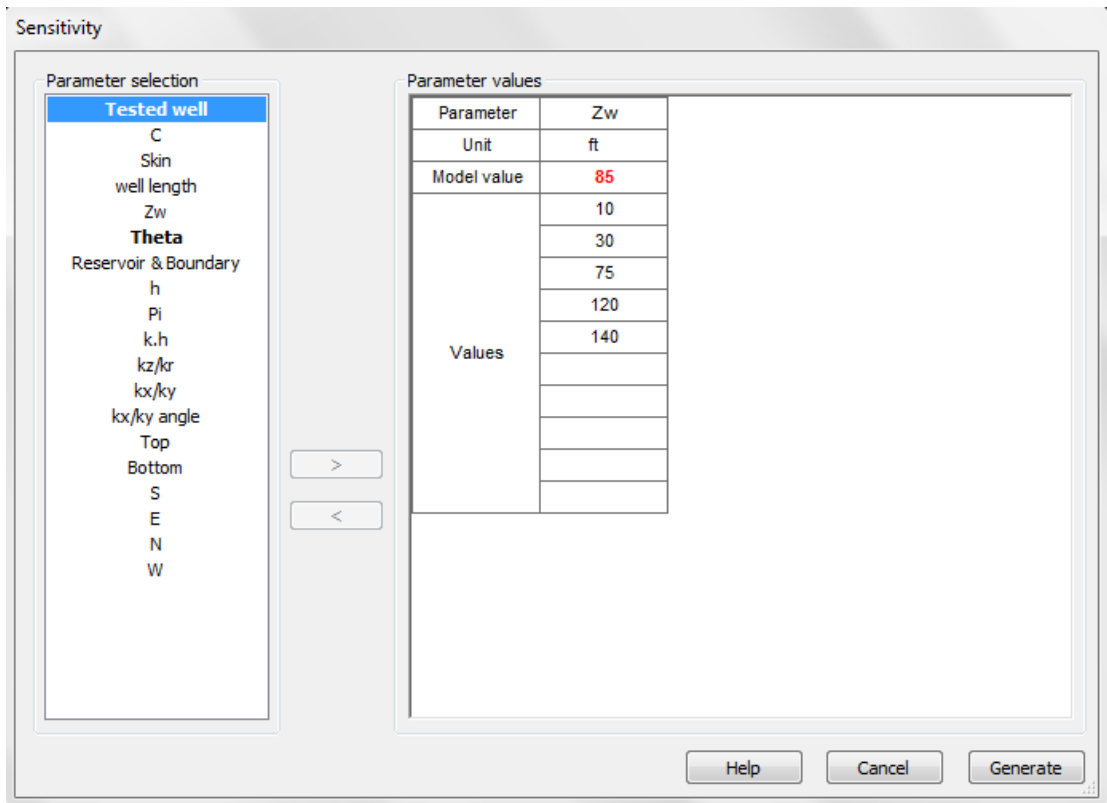 Sensitivity
Parameter selection
Tested well
C
Skin
well length
Zw
Theta
Reservoir & Boundary
h
Pi
k.h
kz/kr
kx/ky
kx/ky angle
Top
Bottom
S
E
N
W
>
<
Parameter values
Parameter Zw
Unit ft
Model value 85
Values
10
30
75
120
140
Help Cancel Generate